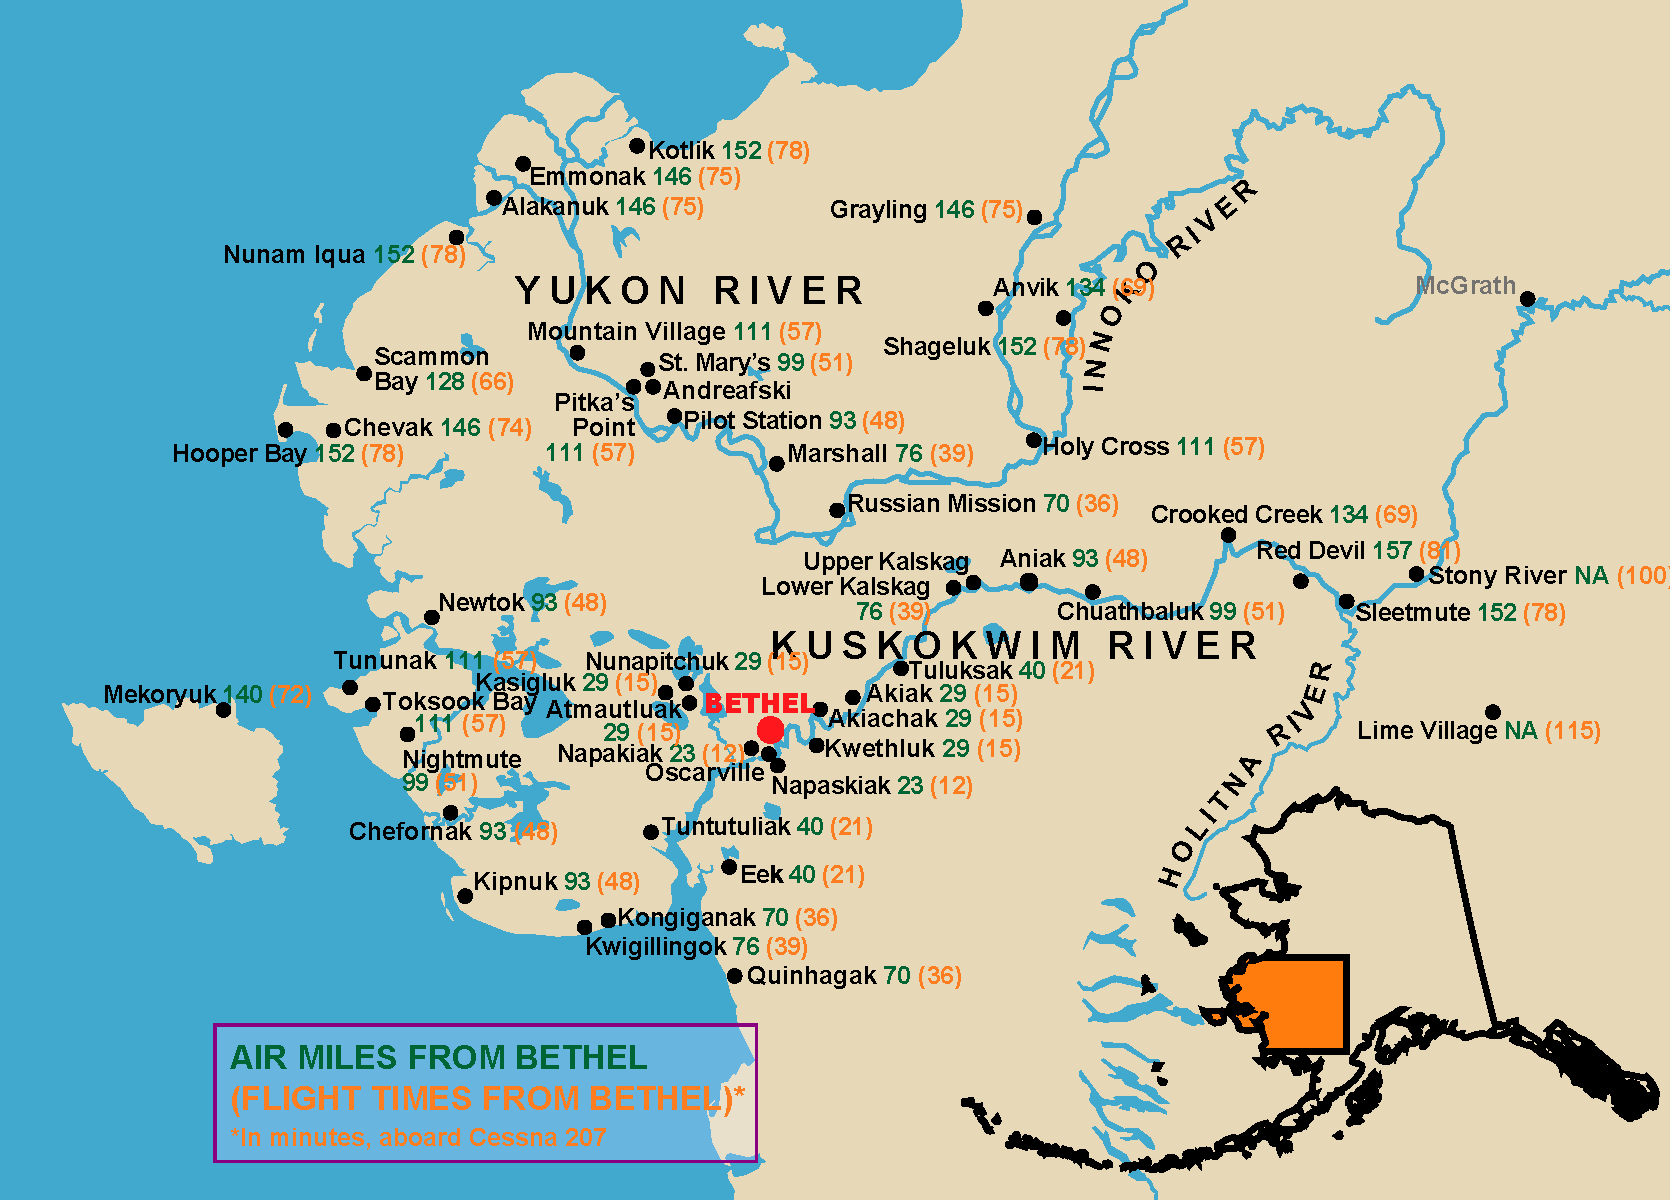 Kotlik 152 (78)
Emmonak 146 (75)
Alakanuk 146 (75)
Grayling 146 (75)
Nunam Iqua 152 (78)
INNOKO RIVER
YUKON RIVER
Anvik 134 (69)
McGrath
Mountain Village 111 (57)
Shageluk 152 (78)
Scammon
Bay 128 (66)
St. Mary's 99 (51)
Andreafski
Pitka's
Point
111 (57)
Pilot Station 93 (48)
Chevak 146 (74)
Hooper Bay 152 (78)
Marshall 76 (39)
Holy Cross 111 (57)
Russian Mission 70 (36)
Crooked Creek 134 (69)
Red Devil 157 (81)
Upper Kalskag
Aniak 93 (48)
Stony River NA (100)
Lower Kalskag
76 (39)
Chuathbaluk 99 (51)
Sleetmute 152 (78)
Newtok 93 (48)
KUSKOKWIM RIVER
Tununak 111 (57)
Nunapitchuk 29 (15)
Tuluksak 40 (21)
Kasigluk 29 (15)
Mekoryuk 140 (72)
Toksook Bay
111 (57)
Atmautluak
29 (15)
BETHEL
Akiak 29 (15)
Akiachak 29 (15)
HOLITNA RIVER
Lime Village NA (115)
Kwethluk 29 (15)
Napakiak 23 (12)
Oscarville
Nightmute
99 (51)
Napaskiak 23 (12)
Chefornak 93 (48)
Tuntutuliak 40 (21)
Eek 40 (21)
Kipnuk 93 (48)
Kongiganak 70 (36)
Kwigillingok 76 (39)
Quinhagak 70 (36)
AIR MILES FROM BETHEL
(FLIGHT TIMES FROM BETHEL)*
*In minutes, aboard Cessna 207